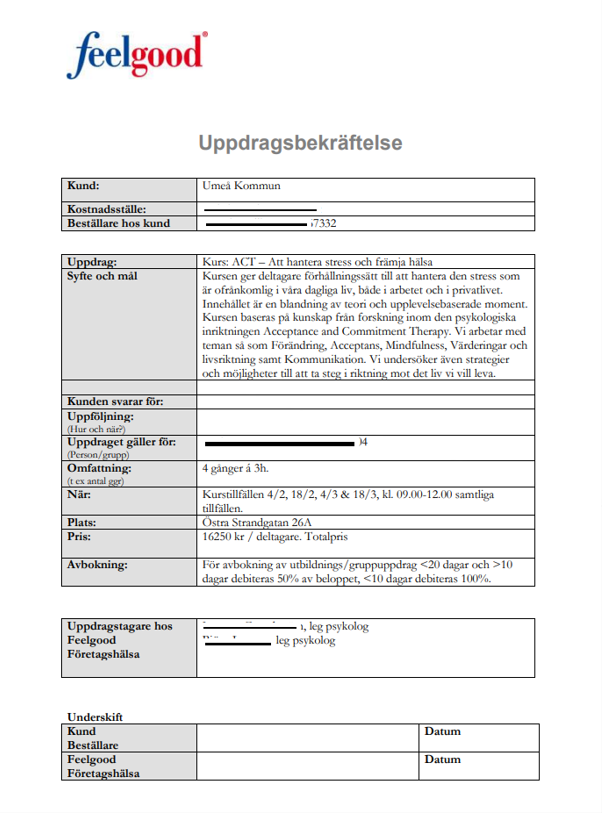 feelgood®
Uppdragsbekräftelse
Kund: Umeå Kommun
Kostnadsställe:
Beställare hos kund 7332
Uppdrag: Kurs: ACT – Att hantera stress och främja hälsa
Syfte och mål Kursen ger deltagare förhållningssätt till att hantera den stress som
är ofrånkomlig i våra dagliga liv, både i arbetet och i privatlivet.
Innehållet är en blandning av teori och upplevelsebaserade moment.
Kursen baseras på kunskap från forskning inom den psykologiska
inriktningen Acceptance and Commitment Therapy. Vi arbetar med
teman så som Förändring, Acceptans, Mindfulness, Värderingar och
livsriktning samt Kommunikation. Vi undersöker även strategier
och möjligheter till att ta steg i riktning mot det liv vi vill leva.
Kunden svarar för:
Uppföljning:
(Hur och när?)
Uppdraget gäller för: 04
(Person/grupp)
Omfattning: 4 gånger á 3h.
(t ex antal ggr)
När: Kurstillfällen 4/2, 18/2, 4/3 & 18/3, kl. 09.00-12.00 samtliga
tillfällen.
Plats: Östra Strandgatan 26A
Pris: 16250 kr / deltagare. Totalpris
Avbokning: För avbokning av utbildnings/gruppuppdrag <20 dagar och >10
dagar debiteras 50% av beloppet, <10 dagar debiteras 100%.
Uppdragstagare hos , leg psykolog
Feelgood leg psykolog
Företagshälsa
Underskift
Kund Datum
Beställare
Feelgood Datum
Företagshälsa